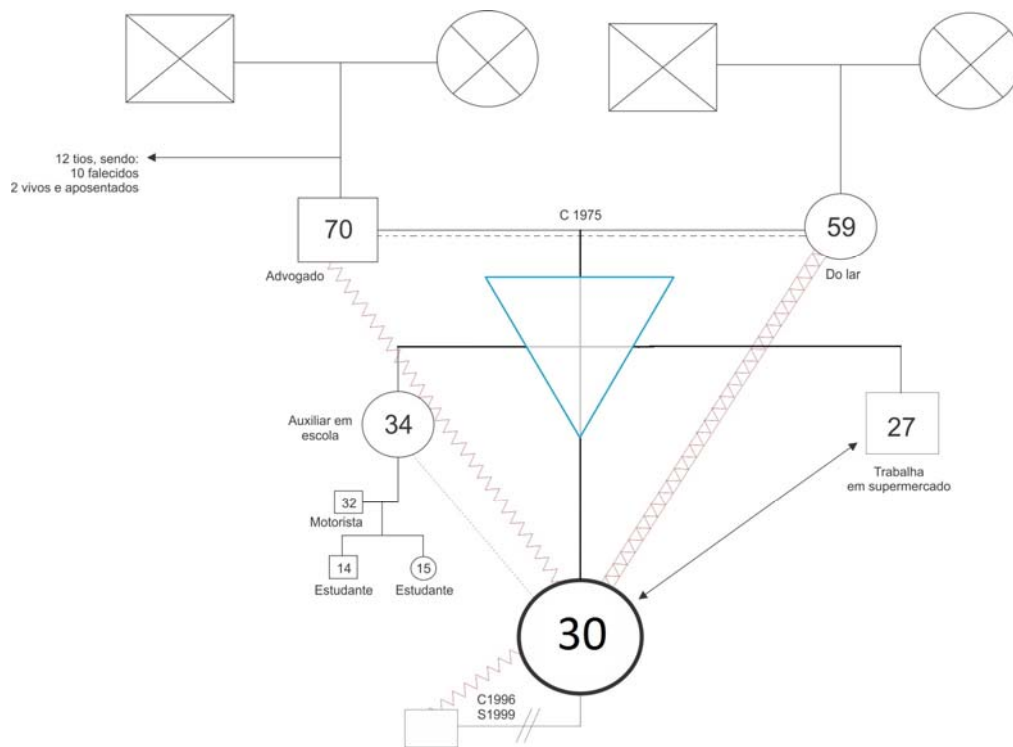 12 tios, sendo:
10 falecidos
2 vivos e aposentados
C 1975
70
59
Advogado
Do lar
Auxiliar em
escola
34
27
Trabalha
em supermercado
32
Motorista
14
15
Estudante
Estudante
30
C1996
S1999